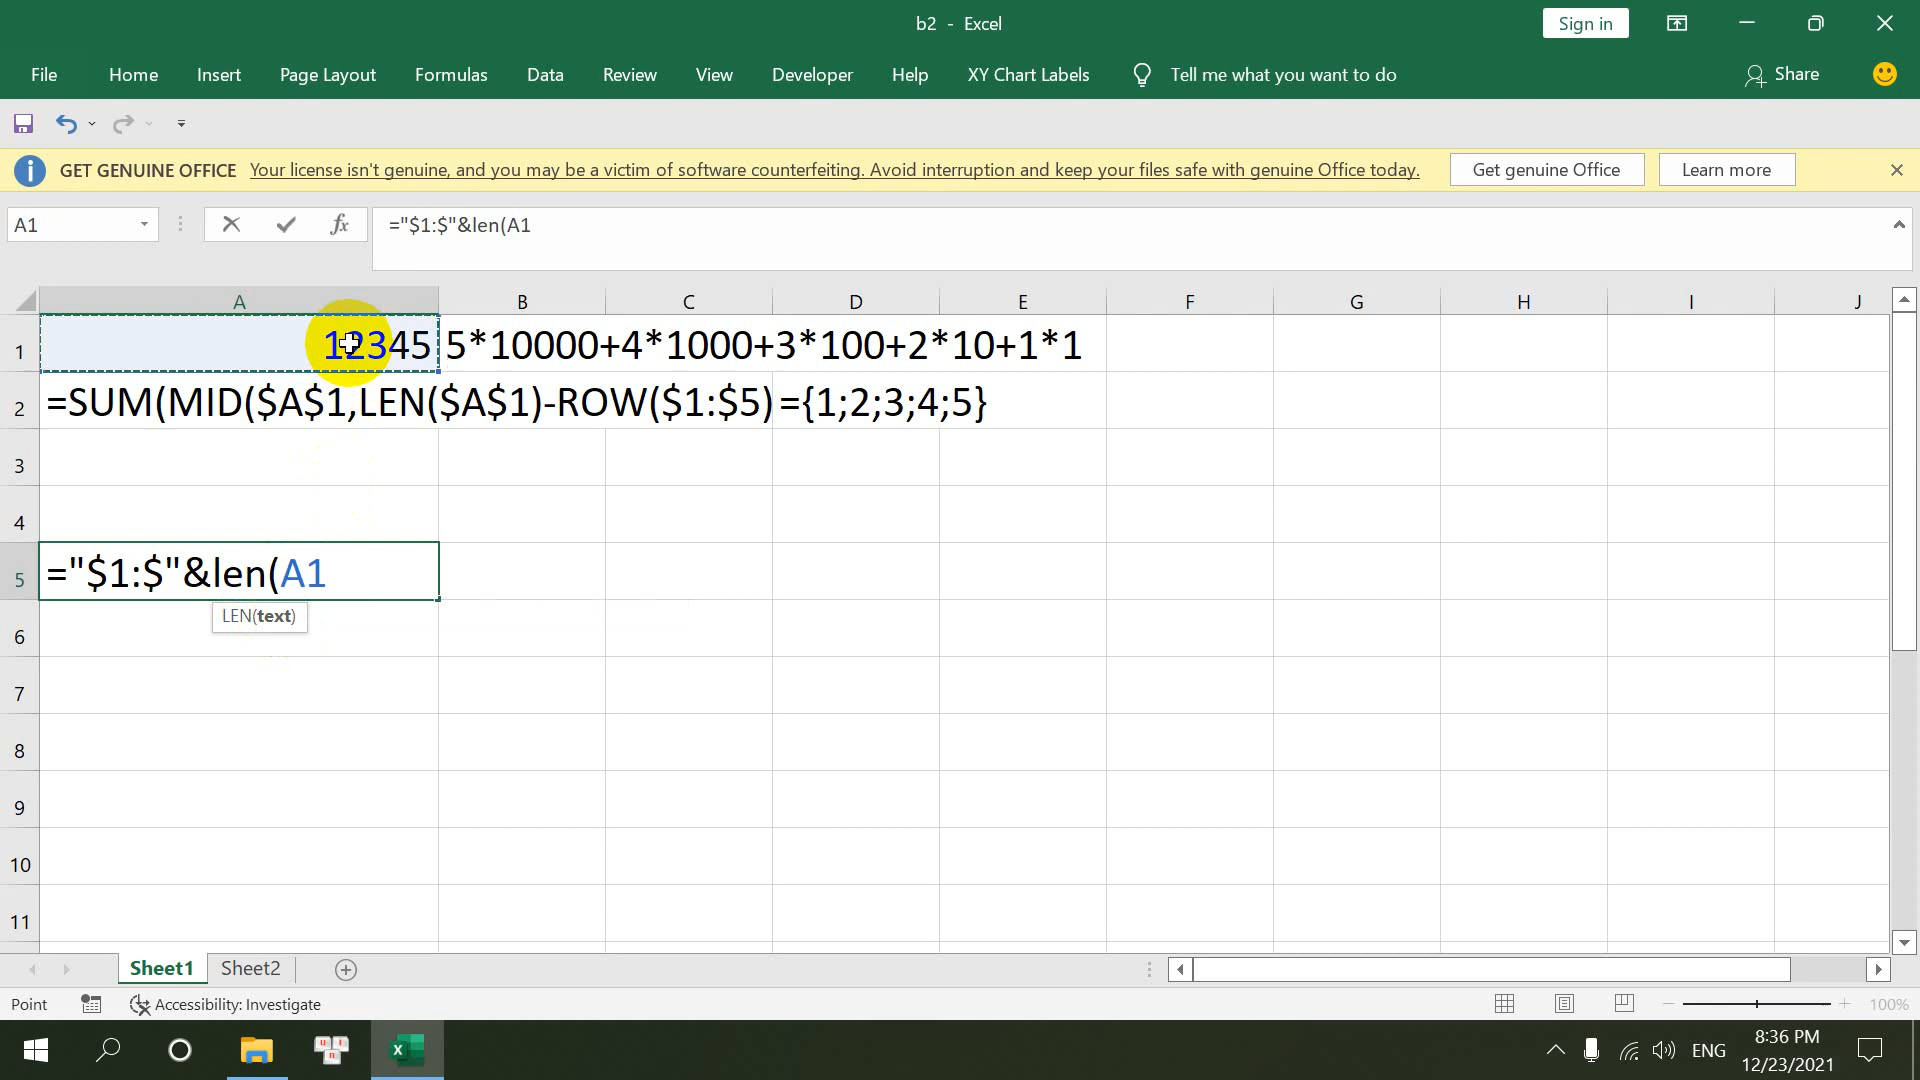 b2 - Excel
Sign in
File Home Insert Page Layout Formulas Data Review View Developer Help XY Chart Labels Tell me what you want to do Share
GET GENUINE OFFICE Your license isn't genuine, and you may be a victim of software counterfeiting. Avoid interruption and keep your files safe with genuine Office today. Get genuine Office Learn more
A1 fx ="$1:$"&len(A1
A B C D E F G H I J
1 12345 5*10000+4*1000+3*100+2*10+1*1
2 =SUM(MID($A$1,LEN($A$1)-ROW($1:$5) ={1;2;3;4;5}
3
4
5 ="$1:$"&len(A1
LEN(text)
6
7
8
9
10
11
Sheet1 Sheet2
Point Accessibility: Investigate 100%
ENG 8:36 PM
12/23/2021